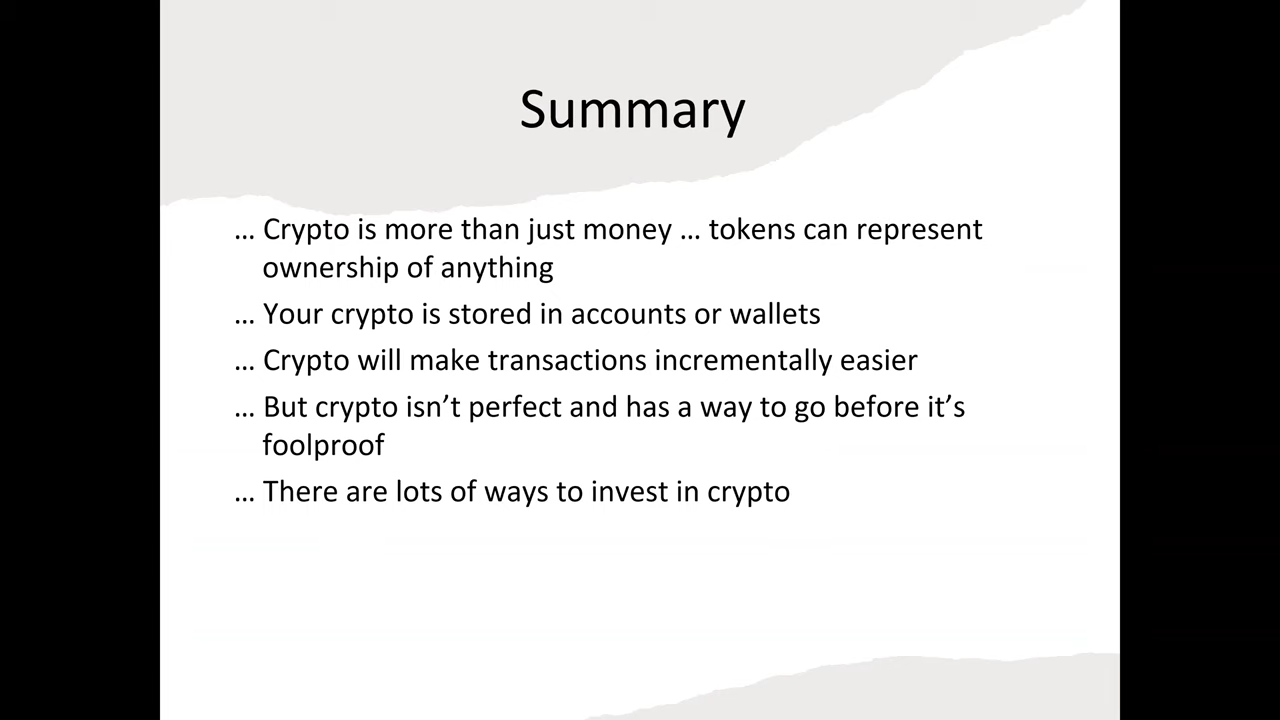 Summary
… Crypto is more than just money … tokens can represent
ownership of anything
… Your crypto is stored in accounts or wallets
… Crypto will make transactions incrementally easier
… But crypto isn’t perfect and has a way to go before it’s
foolproof
… There are lots of ways to invest in crypto